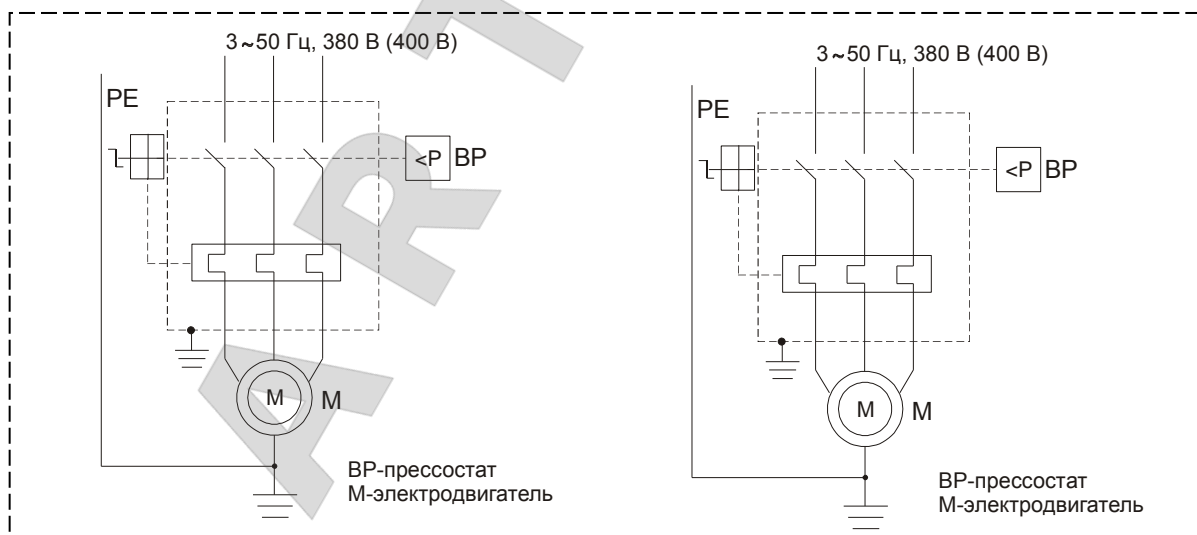 3~50 Гц, 380 В (400 В)
PE
<P BP
M M
BP-прессостат
М-электродвигатель
3~50 Гц, 380 В (400 В)
PE
<P BP
M M
BP-прессостат
М-электродвигатель
A R T